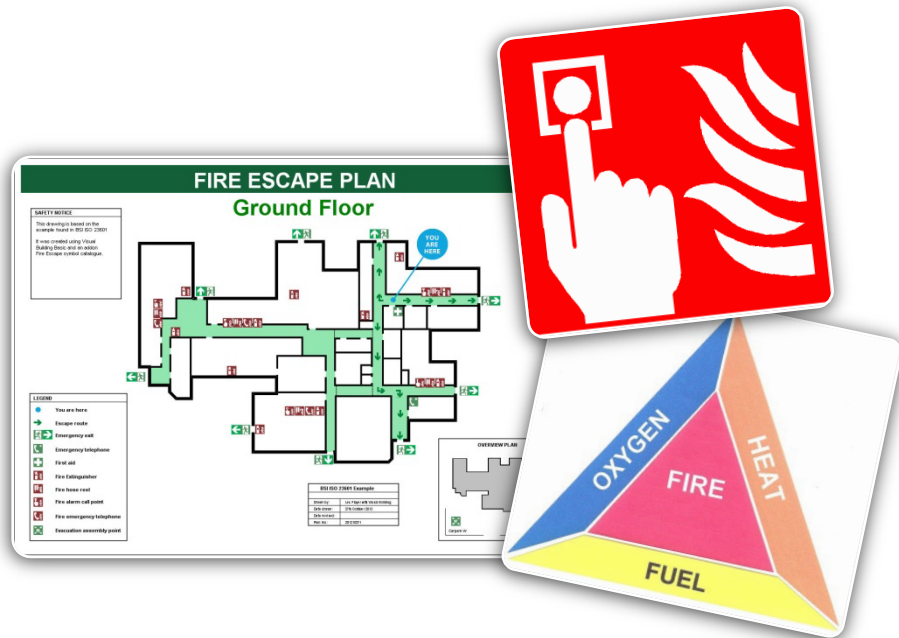 FIRE ESCAPE PLAN
Ground Floor
SAFETY NOTICE
This drawing is based on the
example found in BSI ISO 23601
It was created using Visual
Building Basic and an addon
Fire Escape symbol catalogue.
YOU
ARE
HERE
LEGEND
You are here
Escape route
Emergency exit
Emergency telephone
First aid
Fire Extinguisher
Fire hose reel
Fire alarm call point
Fire emergency telephone
Evacuation assembly point
BSI ISO 23601 Example
OVERVIEW PLAN
OXYGEN
HEAT
FIRE
FUEL